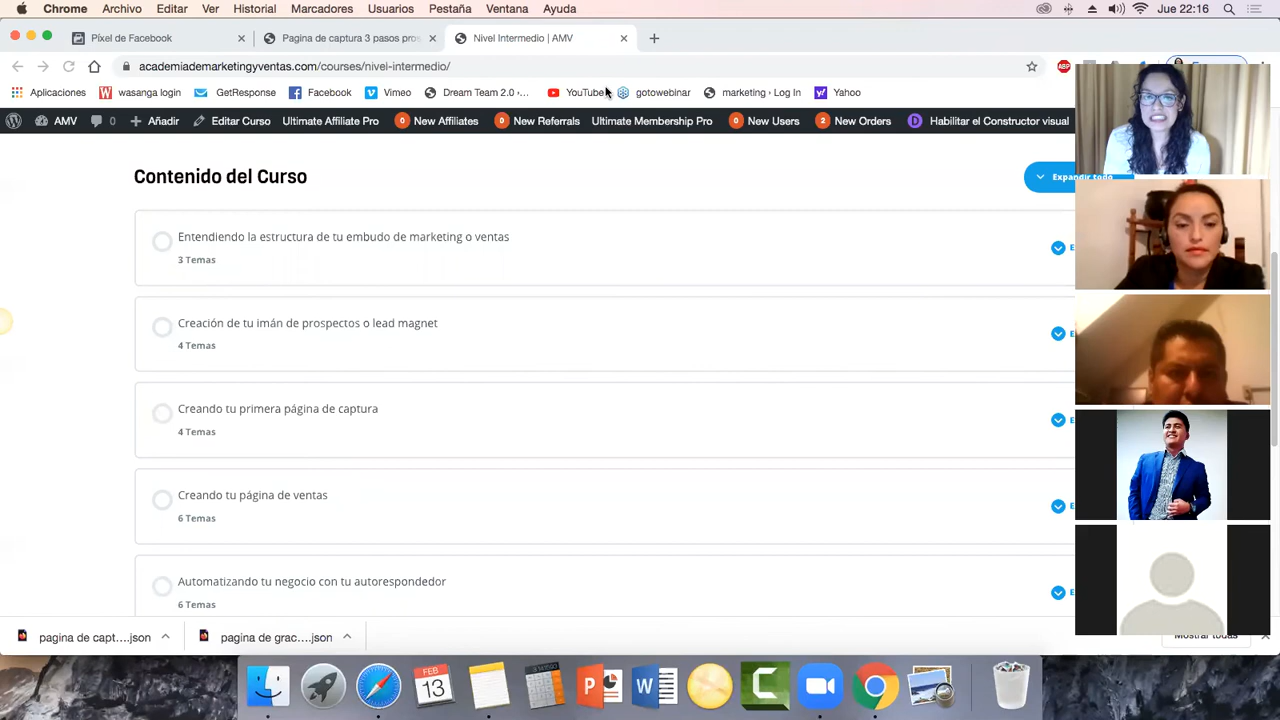 Chrome Archivo Editar Ver Historial Marcadores Usuarios Pestaña Ventana Ayuda Jue 22:16
Píxel de Facebook Pagina de captura 3 pasos pros Nivel Intermedio | AMV
academiademarketingyventas.com/courses/nivel-intermedio/ ABP
Aplicaciones wasanga login GetResponse Facebook Vimeo Dream Team 2.0 ·… YouTube gotowebinar marketing › Log In Yahoo
AMV 0 Añadir Editar Curso Ultimate Affiliate Pro 0 New Affiliates 0 New Referrals Ultimate Membership Pro 0 New Users 2 New Orders D Habilitar el Constructor visual
Contenido del Curso
Expandir todo
Entendiendo la estructura de tu embudo de marketing o ventas
3 Temas
Creación de tu imán de prospectos o lead magnet
4 Temas
Creando tu primera página de captura
4 Temas
Creando tu página de ventas
6 Temas
Automatizando tu negocio con tu autorespondedor
6 Temas
pagina de capt....json pagina de grac....json Mostrar todas
FEB
13